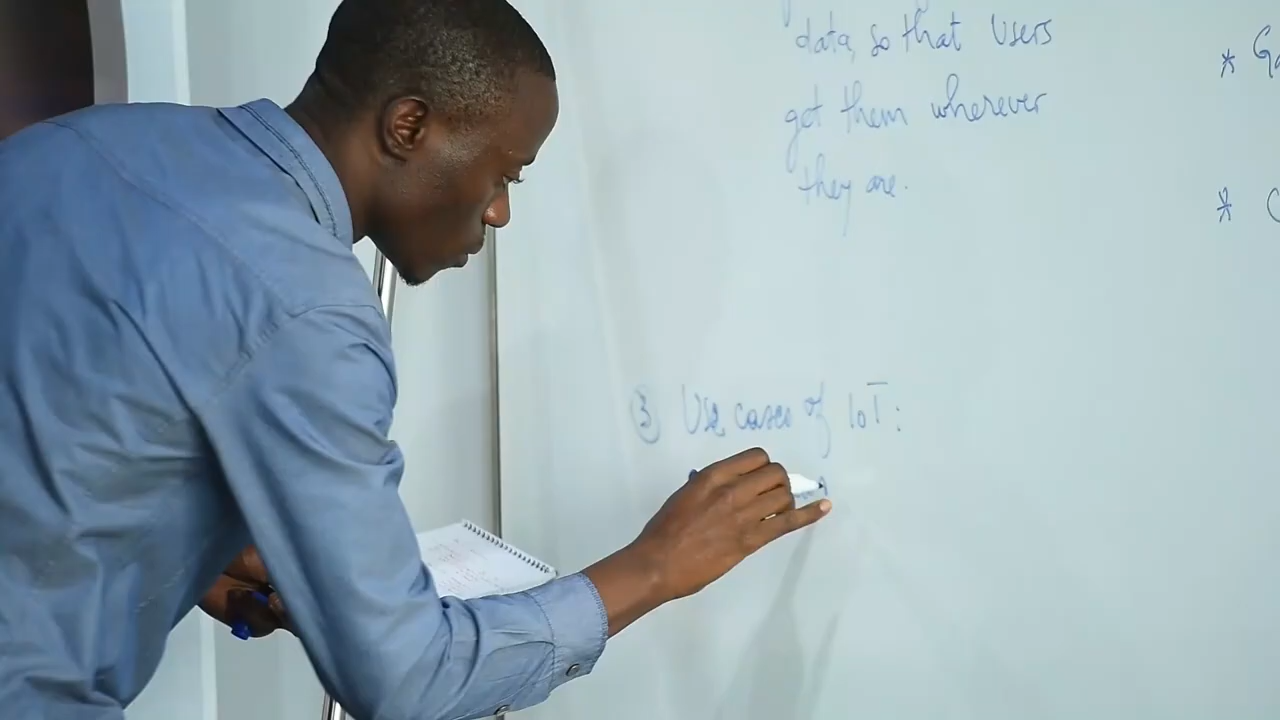 data, so that Users
get them wherever
they are.
③ Use cases of IoT:
*
*